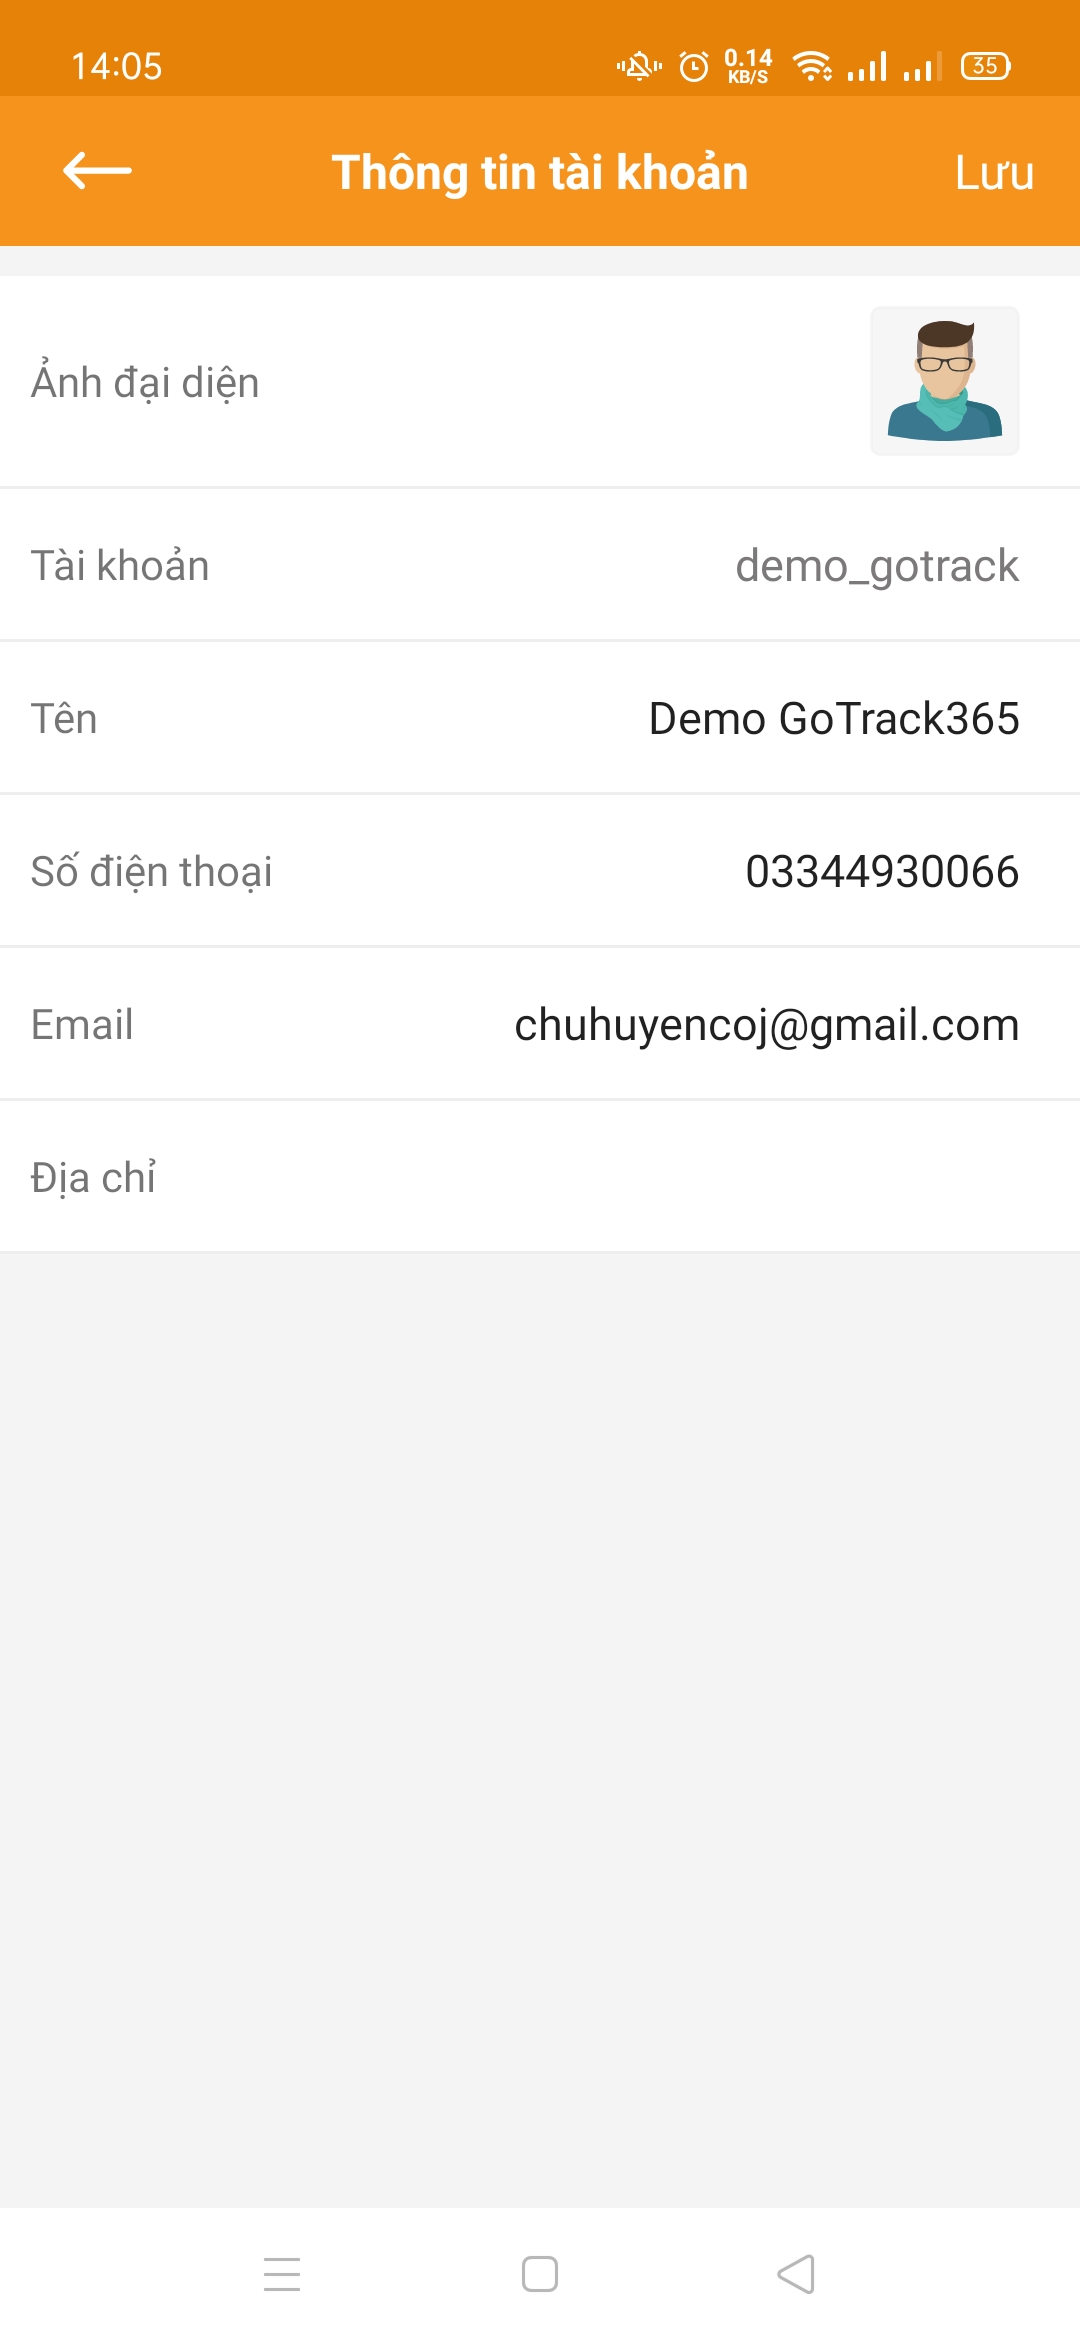 14:05
0.14
KB/S
35
Thông tin tài khoản
Lưu
Ảnh đại diện
Tài khoản
demo_gotrack
Tên
Demo GoTrack365
Số điện thoại
03344930066
Email
chuhuyencoj@gmail.com
Địa chỉ